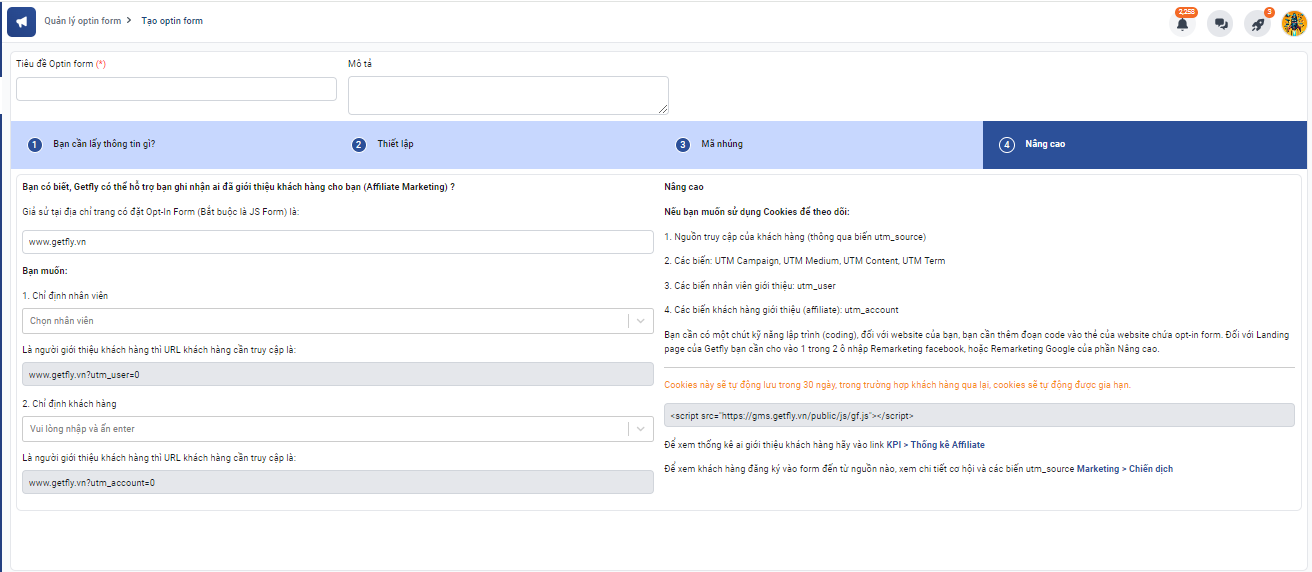 Quản lý optin form > Tạo optin form
2,258
3
Tiêu đề Optin form (*)
Mô tả
1 Bạn cần lấy thông tin gì?
2 Thiết lập
3 Mã nhúng
4 Nâng cao
Bạn có biết, Getfly có thể hỗ trợ bạn ghi nhận ai đã giới thiệu khách hàng cho bạn (Affiliate Marketing) ?
Giả sử tại địa chỉ trang có đặt Opt-In Form (Bắt buộc là JS Form) là:
www.getfly.vn
Bạn muốn:
1. Chỉ định nhân viên
Chọn nhân viên
Là người giới thiệu khách hàng thì URL khách hàng cần truy cập là:
www.getfly.vn?utm_user=0
2. Chỉ định khách hàng
Vui lòng nhập và ấn enter
Là người giới thiệu khách hàng thì URL khách hàng cần truy cập là:
www.getfly.vn?utm_account=0
Nâng cao
Nếu bạn muốn sử dụng Cookies để theo dõi:
1. Nguồn truy cập của khách hàng (thông qua biến utm_source)
2. Các biến: UTM Campaign, UTM Medium, UTM Content, UTM Term
3. Các biến nhân viên giới thiệu: utm_user
4. Các biến khách hàng giới thiệu (affiliate): utm_account
Bạn cần có một chút kỹ năng lập trình (coding), đối với website của bạn, bạn cần thêm đoạn code vào thẻ của website chứa opt-in form. Đối với Landing
page của Getfly bạn cần cho vào 1 trong 2 ô nhập Remarketing facebook, hoặc Remarketing Google của phần Nâng cao.
Cookies này sẽ tự động lưu trong 30 ngày, trong trường hợp khách hàng qua lại, cookies sẽ tự động được gia hạn.
<script src="https://gms.getfly.vn/public/js/gf.js"></script>
Để xem thống kê ai giới thiệu khách hàng hãy vào link KPI > Thống kê Affiliate
Để xem khách hàng đăng ký vào form đến từ nguồn nào, xem chi tiết cơ hội và các biến utm_source Marketing > Chiến dịch